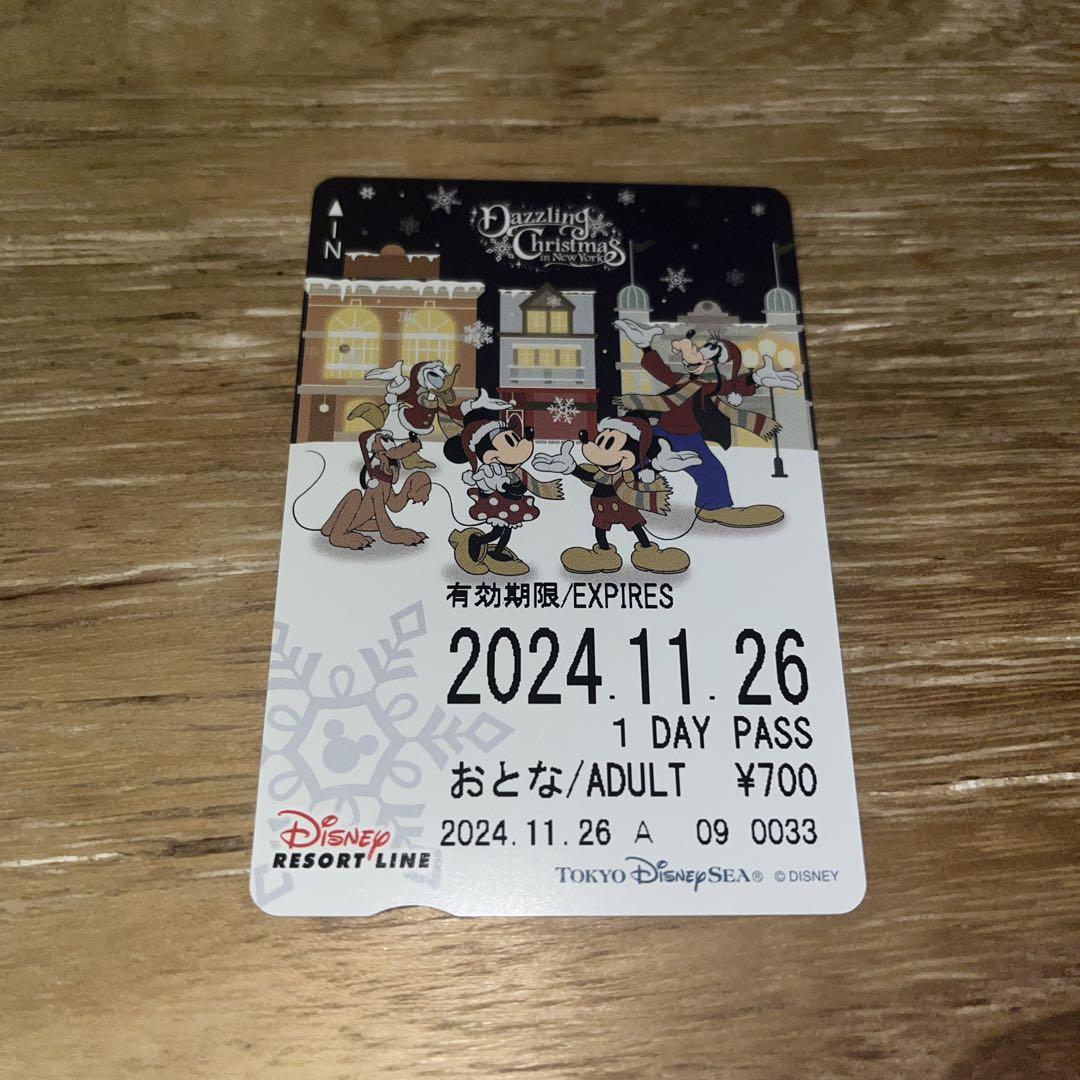 IN
Dazzling
Christmas
in New York
有効期限/EXPIRES
2024.11.26
1 DAY PASS
おとな/ADULT ¥700
2024.11.26 A 09 0033
Disney
RESORT LINE
TOKYO DISNEYSEA® © DISNEY